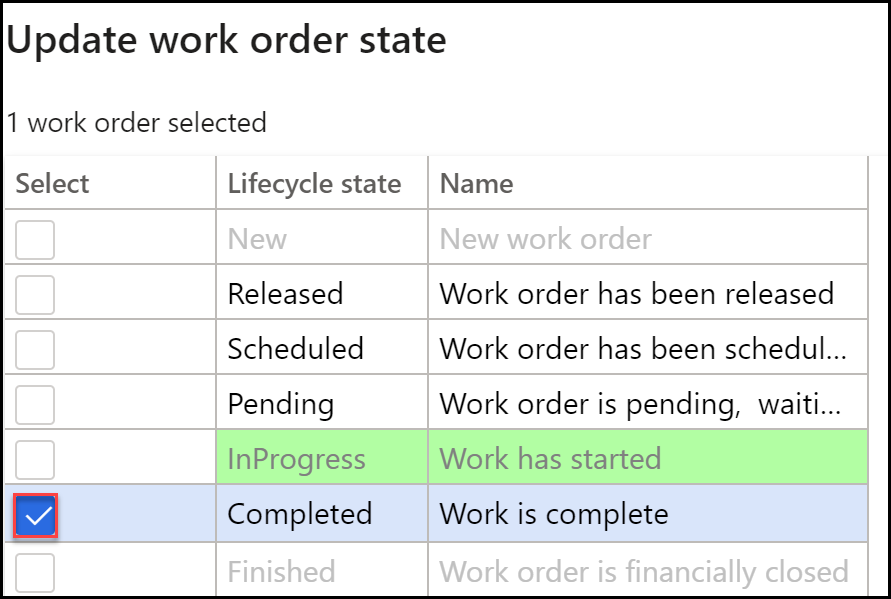 Update work order state
1 work order selected
Select Lifecycle state Name
New New work order
Released Work order has been released
Scheduled Work order has been schedul...
Pending Work order is pending,  waiti...
InProgress Work has started
Completed Work is complete
Finished Work order is financially closed